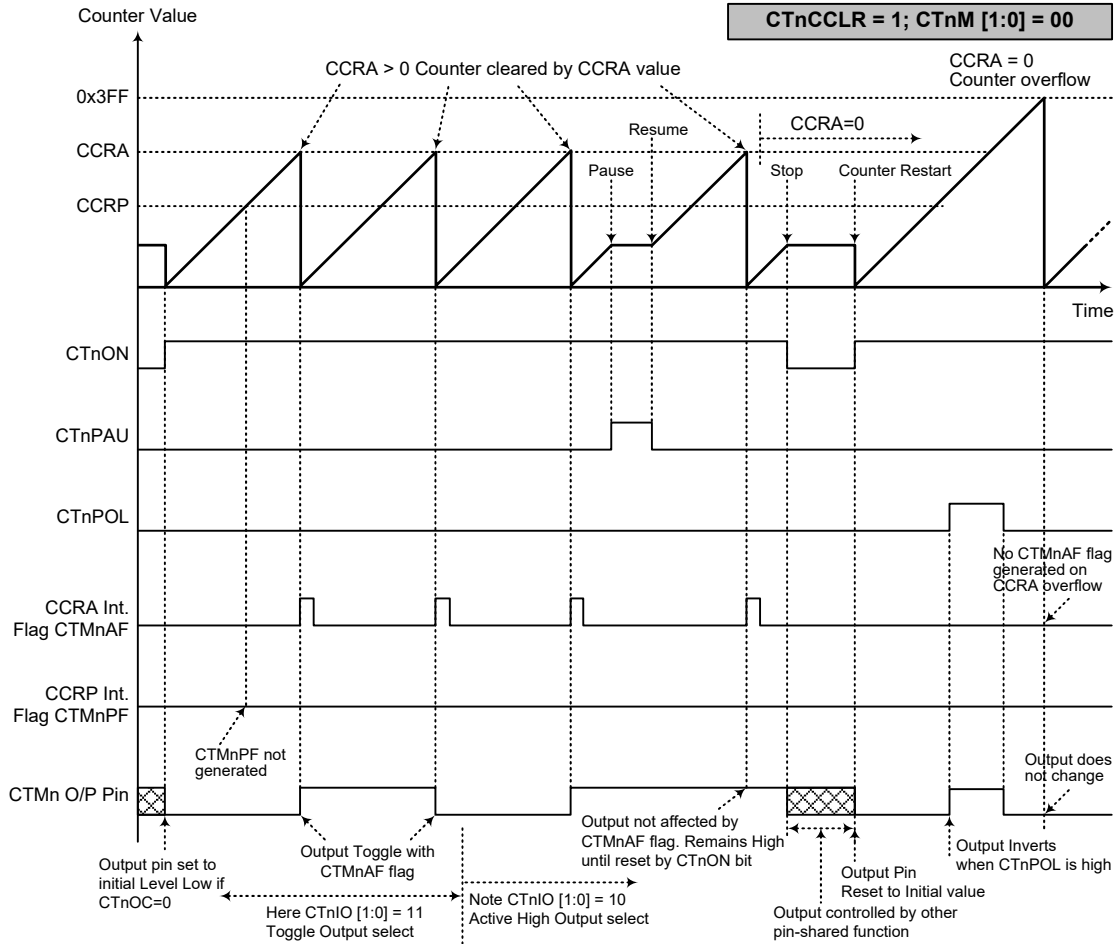 Counter Value
CTnCCLR = 1; CTnM [1:0] = 00
CCRA > 0 Counter cleared by CCRA value
CCRA = 0
Counter overflow
0x3FF
Resume
CCRA=0
CCRA
Pause
Stop
Counter Restart
CCRP
Time
CTnON
CTnPAU
CTnPOL
No CTMnAF flag
generated on
CCRA overflow
CCRA Int.
Flag CTMnAF
CCRP Int.
Flag CTMnPF
CTMnPF not
generated
Output does
not change
CTMn O/P Pin
Output pin set to
initial Level Low if
CTnOC=0
Output Toggle with
CTMnAF flag
Output not affected by
CTMnAF flag. Remains High
until reset by CTnON bit
Output Inverts
when CTnPOL is high
Output Pin
Reset to Initial value
Here CTnIO [1:0] = 11
Toggle Output select
Note CTnIO [1:0] = 10
Active High Output select
Output controlled by other
pin-shared function